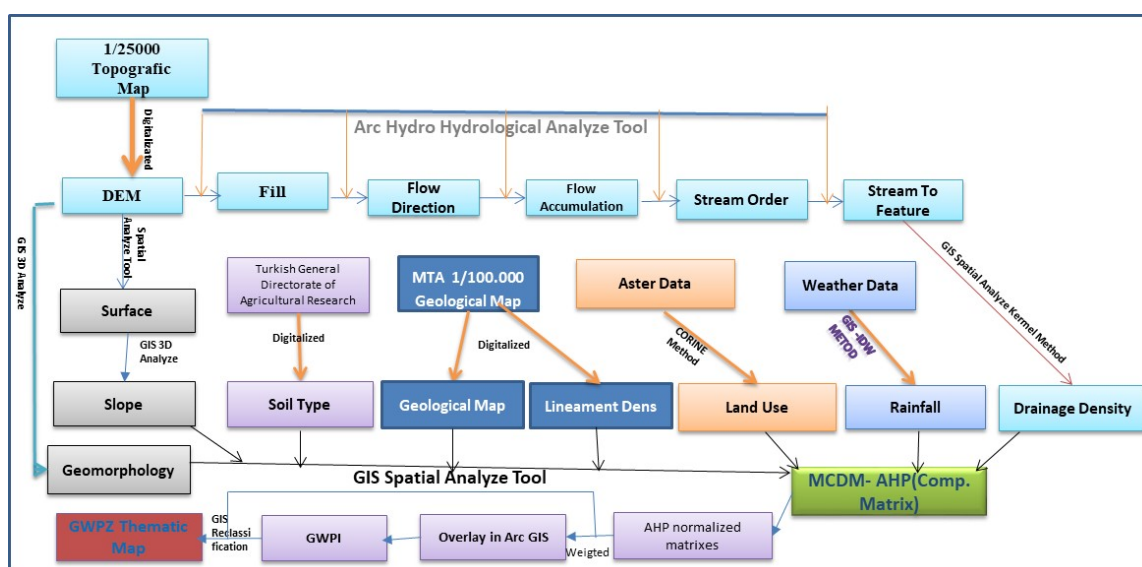 1/25000
Topografic
Map
Digitalizated
Arc Hydro Hydrological Analyze Tool
DEM
Fill
Flow
Direction
Flow
Accumulation
Stream Order
Stream To
Feature
GIS 3D Analyze
Spatial
Analyze Tool
Turkish General
Directorate of
Agricultural Research
MTA 1/100.000
Geological Map
Aster Data
Weather Data
GIS Spatial Analyze Kernel Method
Surface
GIS 3D
Analyze
Digitalized
Digitalized
CORINE
Method
GIS -IDW
METOD
Slope
Soil Type
Geological Map
Lineament Dens
Land Use
Rainfall
Drainage Density
Geomorphology
GIS Spatial Analyze Tool
MCDM- AHP(Comp.
Matrix)
GWPZ Thematic
Map
GIS
Reclassi
fication
GWPI
Overlay in Arc GIS
Weigted
AHP normalized
matrixes